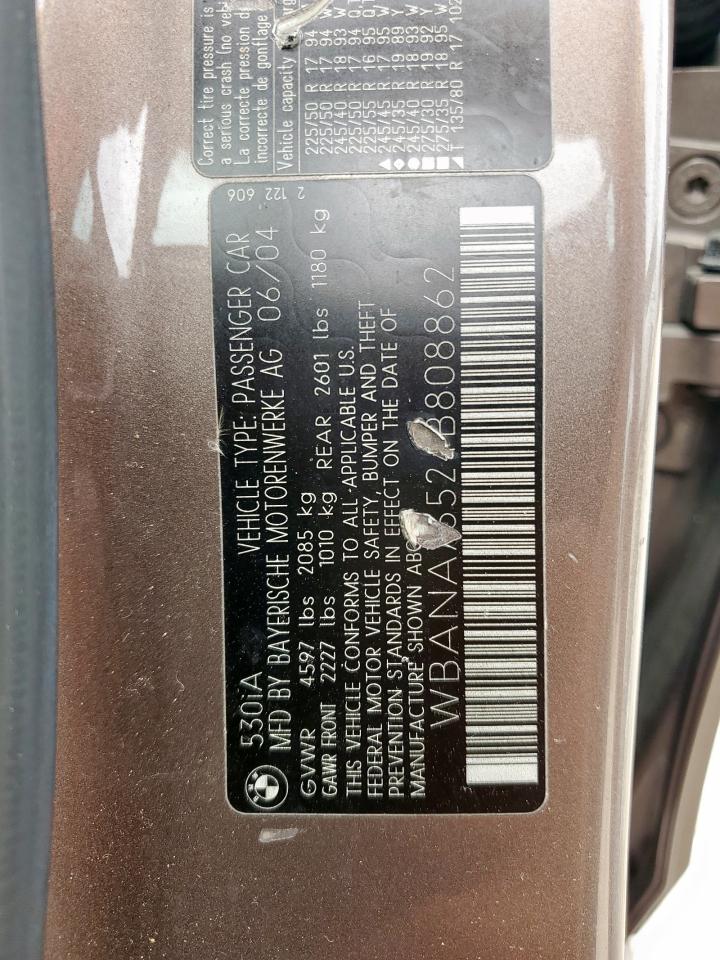 Correct tire pressure is
a serious crash (no veh
La correcte pression d
incorrecte de gonflage
Vehicle capacity
225/50 R 17 94
225/50 R 17 94 W
245/40 R 18 93 W
225/50 R 17 94 Q
225/55 R 16 95 Q
245/45 R 17 95 W
245/35 R 19 89 Y
245/40 R 18 93 W
275/30 R 19 92 Y
275/35 R 18 95 W
T 135/80 R 17 102
2 122 606
BMW
530iA VEHICLE TYPE: PASSENGER CAR
MFD BY BAYERISCHE MOTORENWERKE AG 06/04
GVWR 4597 lbs 2085 kg
GAWR FRONT 2227 lbs 1010 kg REAR 2601 lbs 1180 kg
THIS VEHICLE CONFORMS TO ALL APPLICABLE U.S.
FEDERAL MOTOR VEHICLE SAFETY, BUMPER AND THEFT
PREVENTION STANDARDS IN EFFECT ON THE DATE OF
MANUFACTURE SHOWN
WBANA 352 B808862